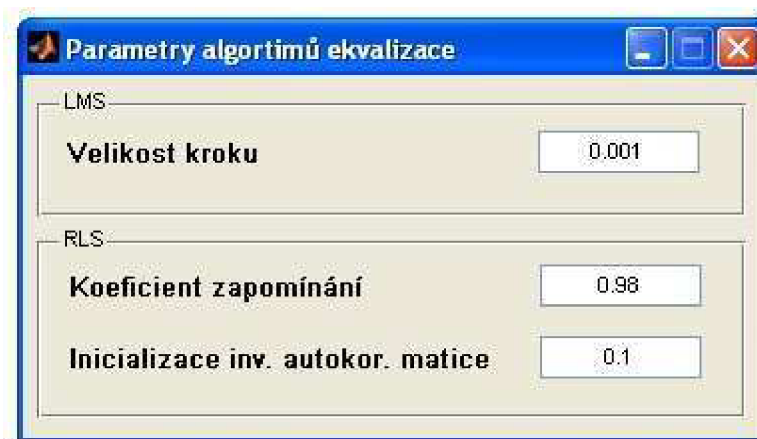 Parametry algortimů ekvalizace
LMS
Velikost kroku 0.001
RLS
Koeficient zapomínání 0.98
Inicializace inv. autokor. matice 0.1